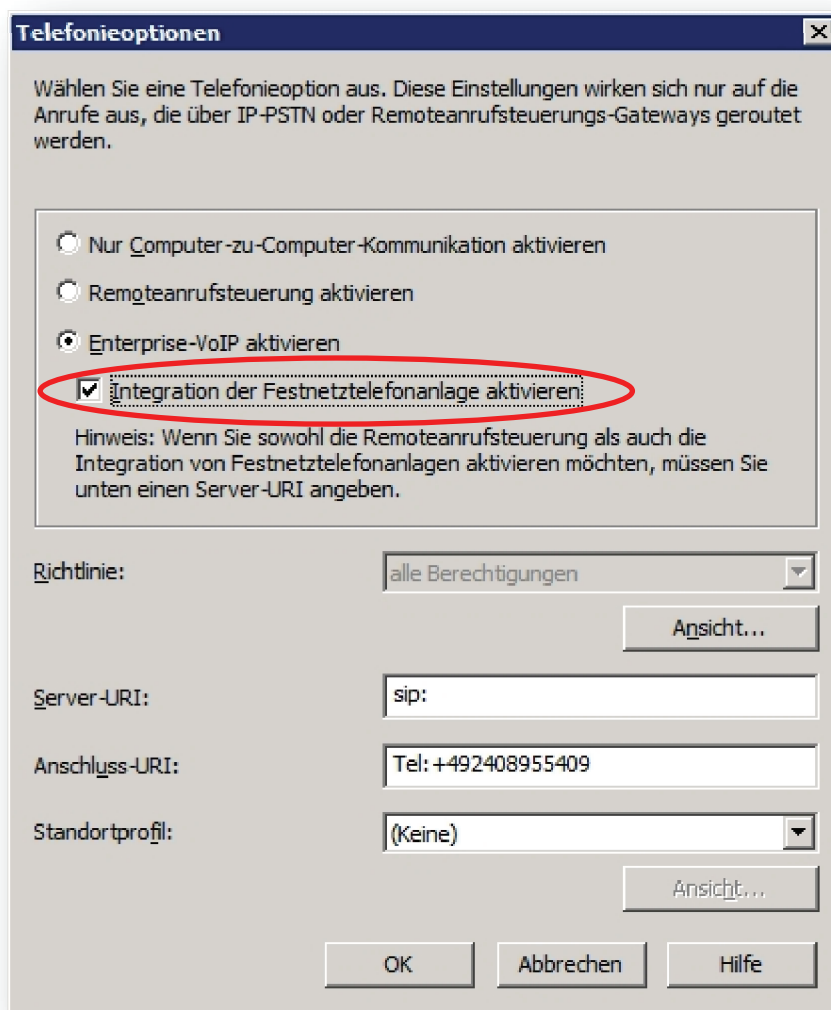 Telefonieoptionen
Wählen Sie eine Telefonieoption aus. Diese Einstellungen wirken sich nur auf die
Anrufe aus, die über IP-PSTN oder Remoteanrufsteuerungs-Gateways geroutet
werden.
Nur Computer-zu-Computer-Kommunikation aktivieren
Remoteanrufsteuerung aktivieren
Enterprise-VoIP aktivieren
Integration der Festnetztelefonanlage aktivieren
Hinweis: Wenn Sie sowohl die Remoteanrufsteuerung als auch die
Integration von Festnetztelefonanlagen aktivieren möchten, müssen Sie
unten einen Server-URI angeben.
Richtlinie: alle Berechtigungen
Ansicht...
Server-URI: sip:
Anschluss-URI: Tel:+492408955409
Standortprofil: (Keine)
Ansicht...
OK Abbrechen Hilfe